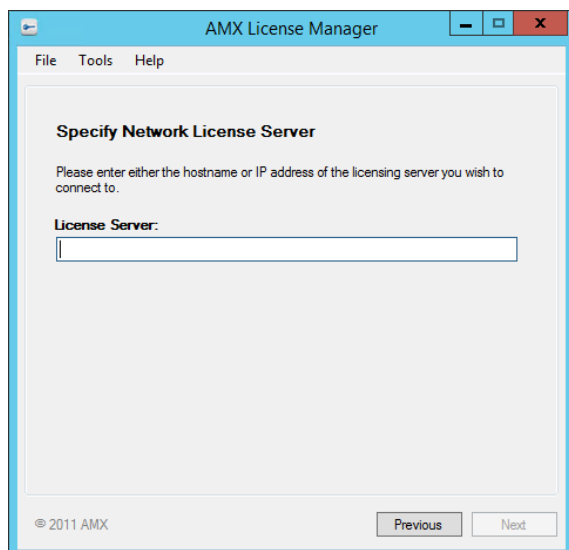 AMX License Manager
File Tools Help
Specify Network License Server
Please enter either the hostname or IP address of the licensing server you wish to
connect to.
License Server:
© 2011 AMX
Previous Next